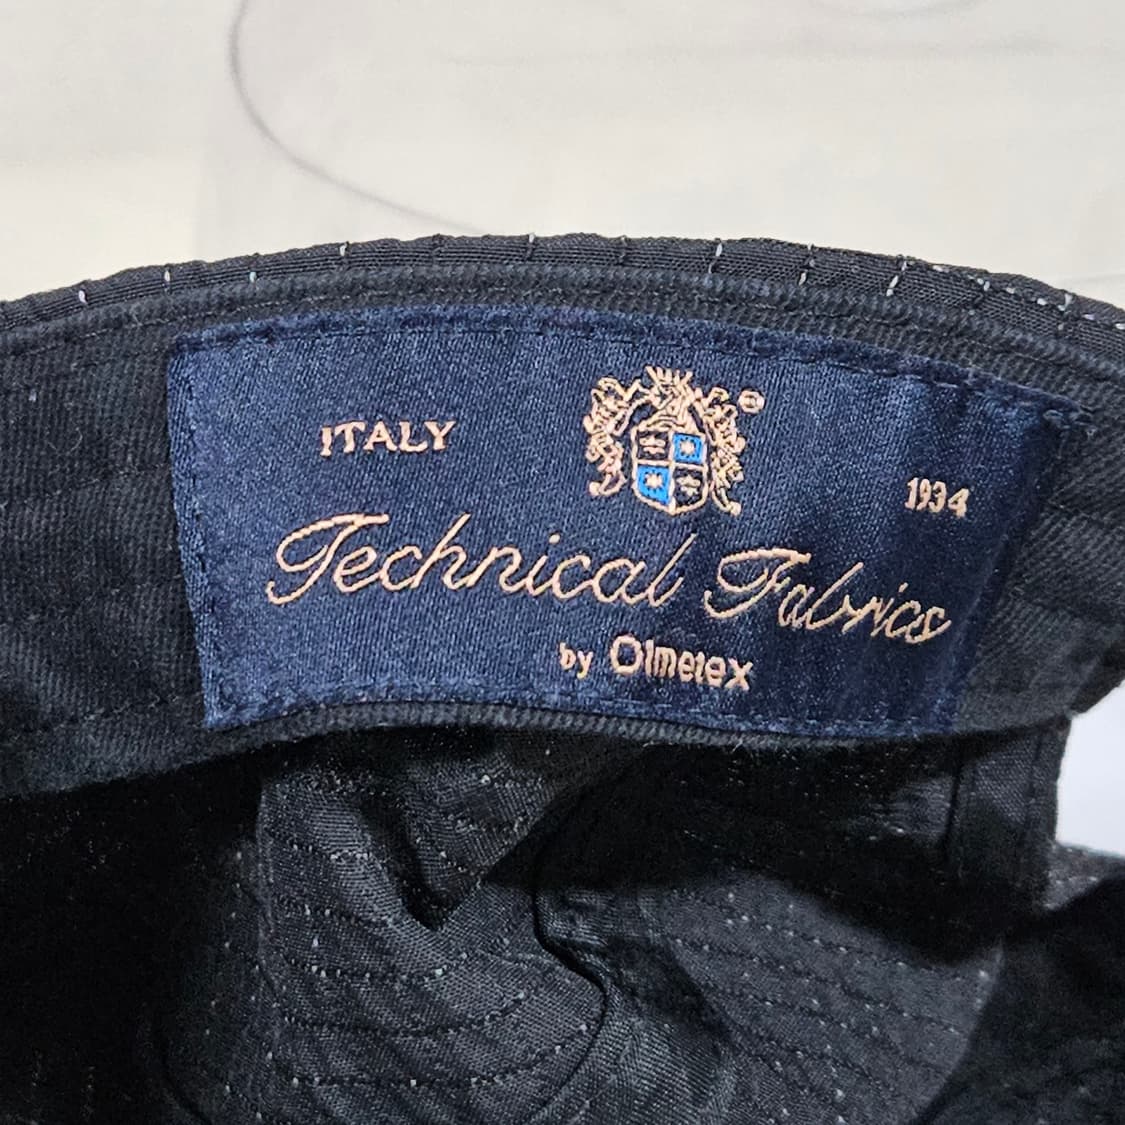 ITALY
1934
Technical Fabrics
by Olmetex